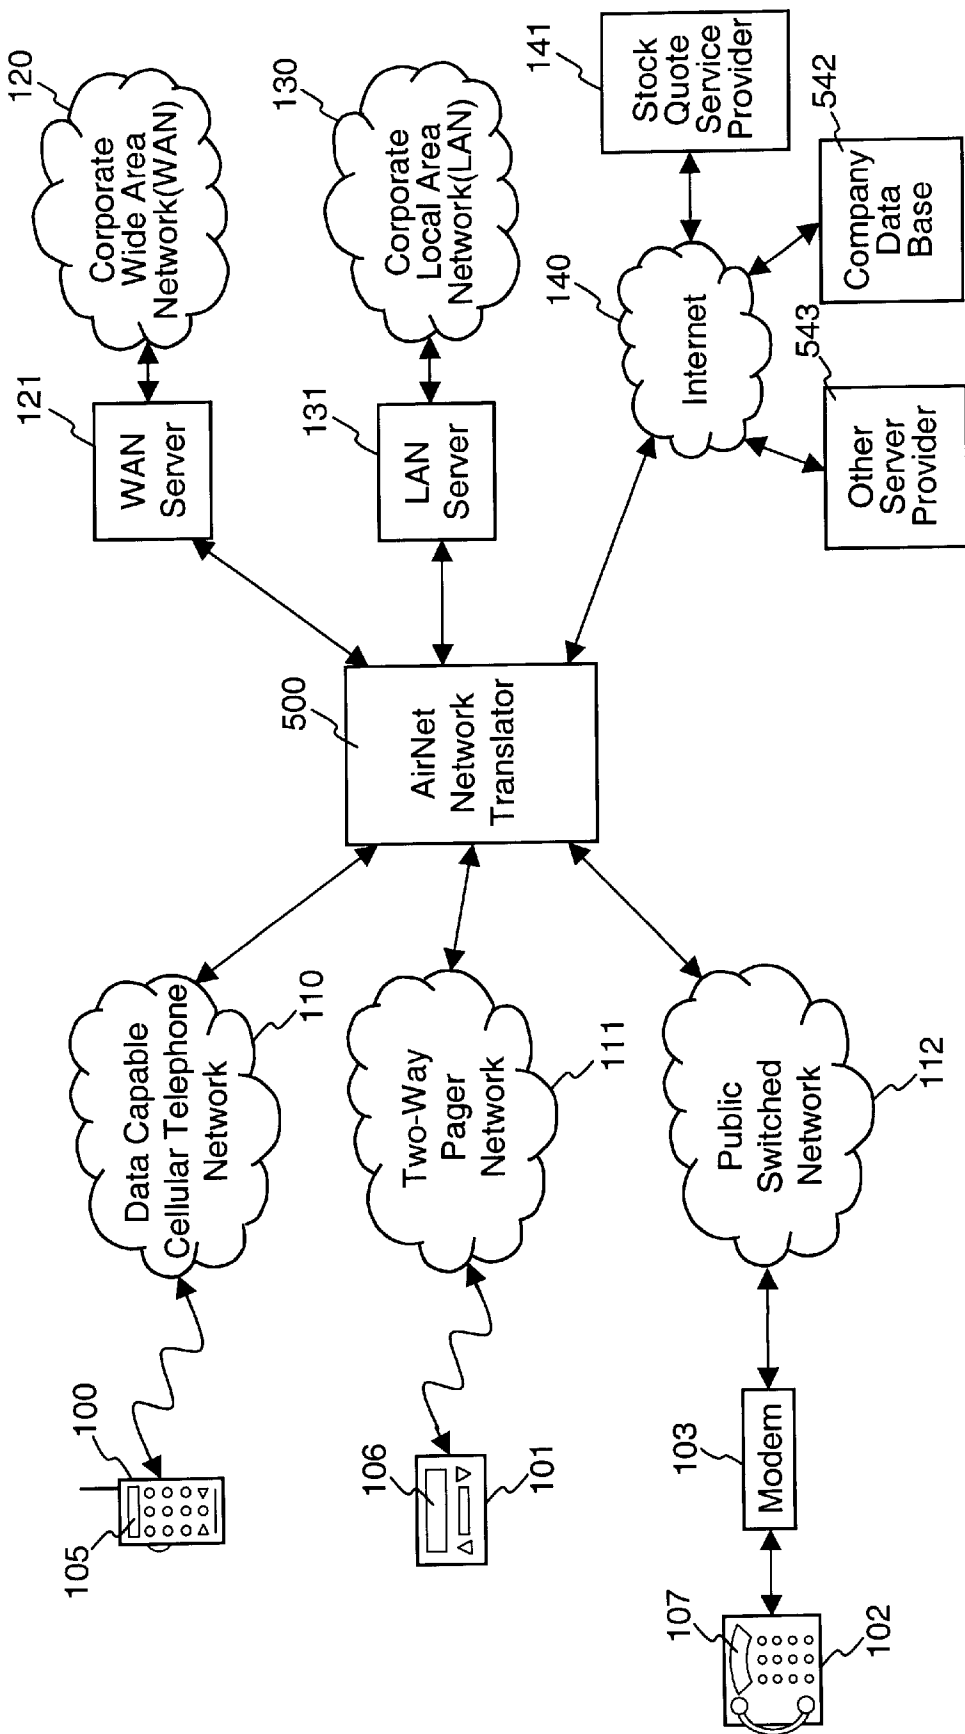 100
105
Data Capable
Cellular Telephone
Network
110
106
101
Two-Way
Pager
Network
111
107
102
Modem
103
Public
Switched
Network
112
500
AirNet
Network
Translator
121
WAN
Server
120
Corporate
Wide Area
Network(WAN)
131
LAN
Server
130
Corporate
Local Area
Network(LAN)
140
Internet
141
Stock
Quote
Service
Provider
542
Company
Data
Base
543
Other
Server
Provider